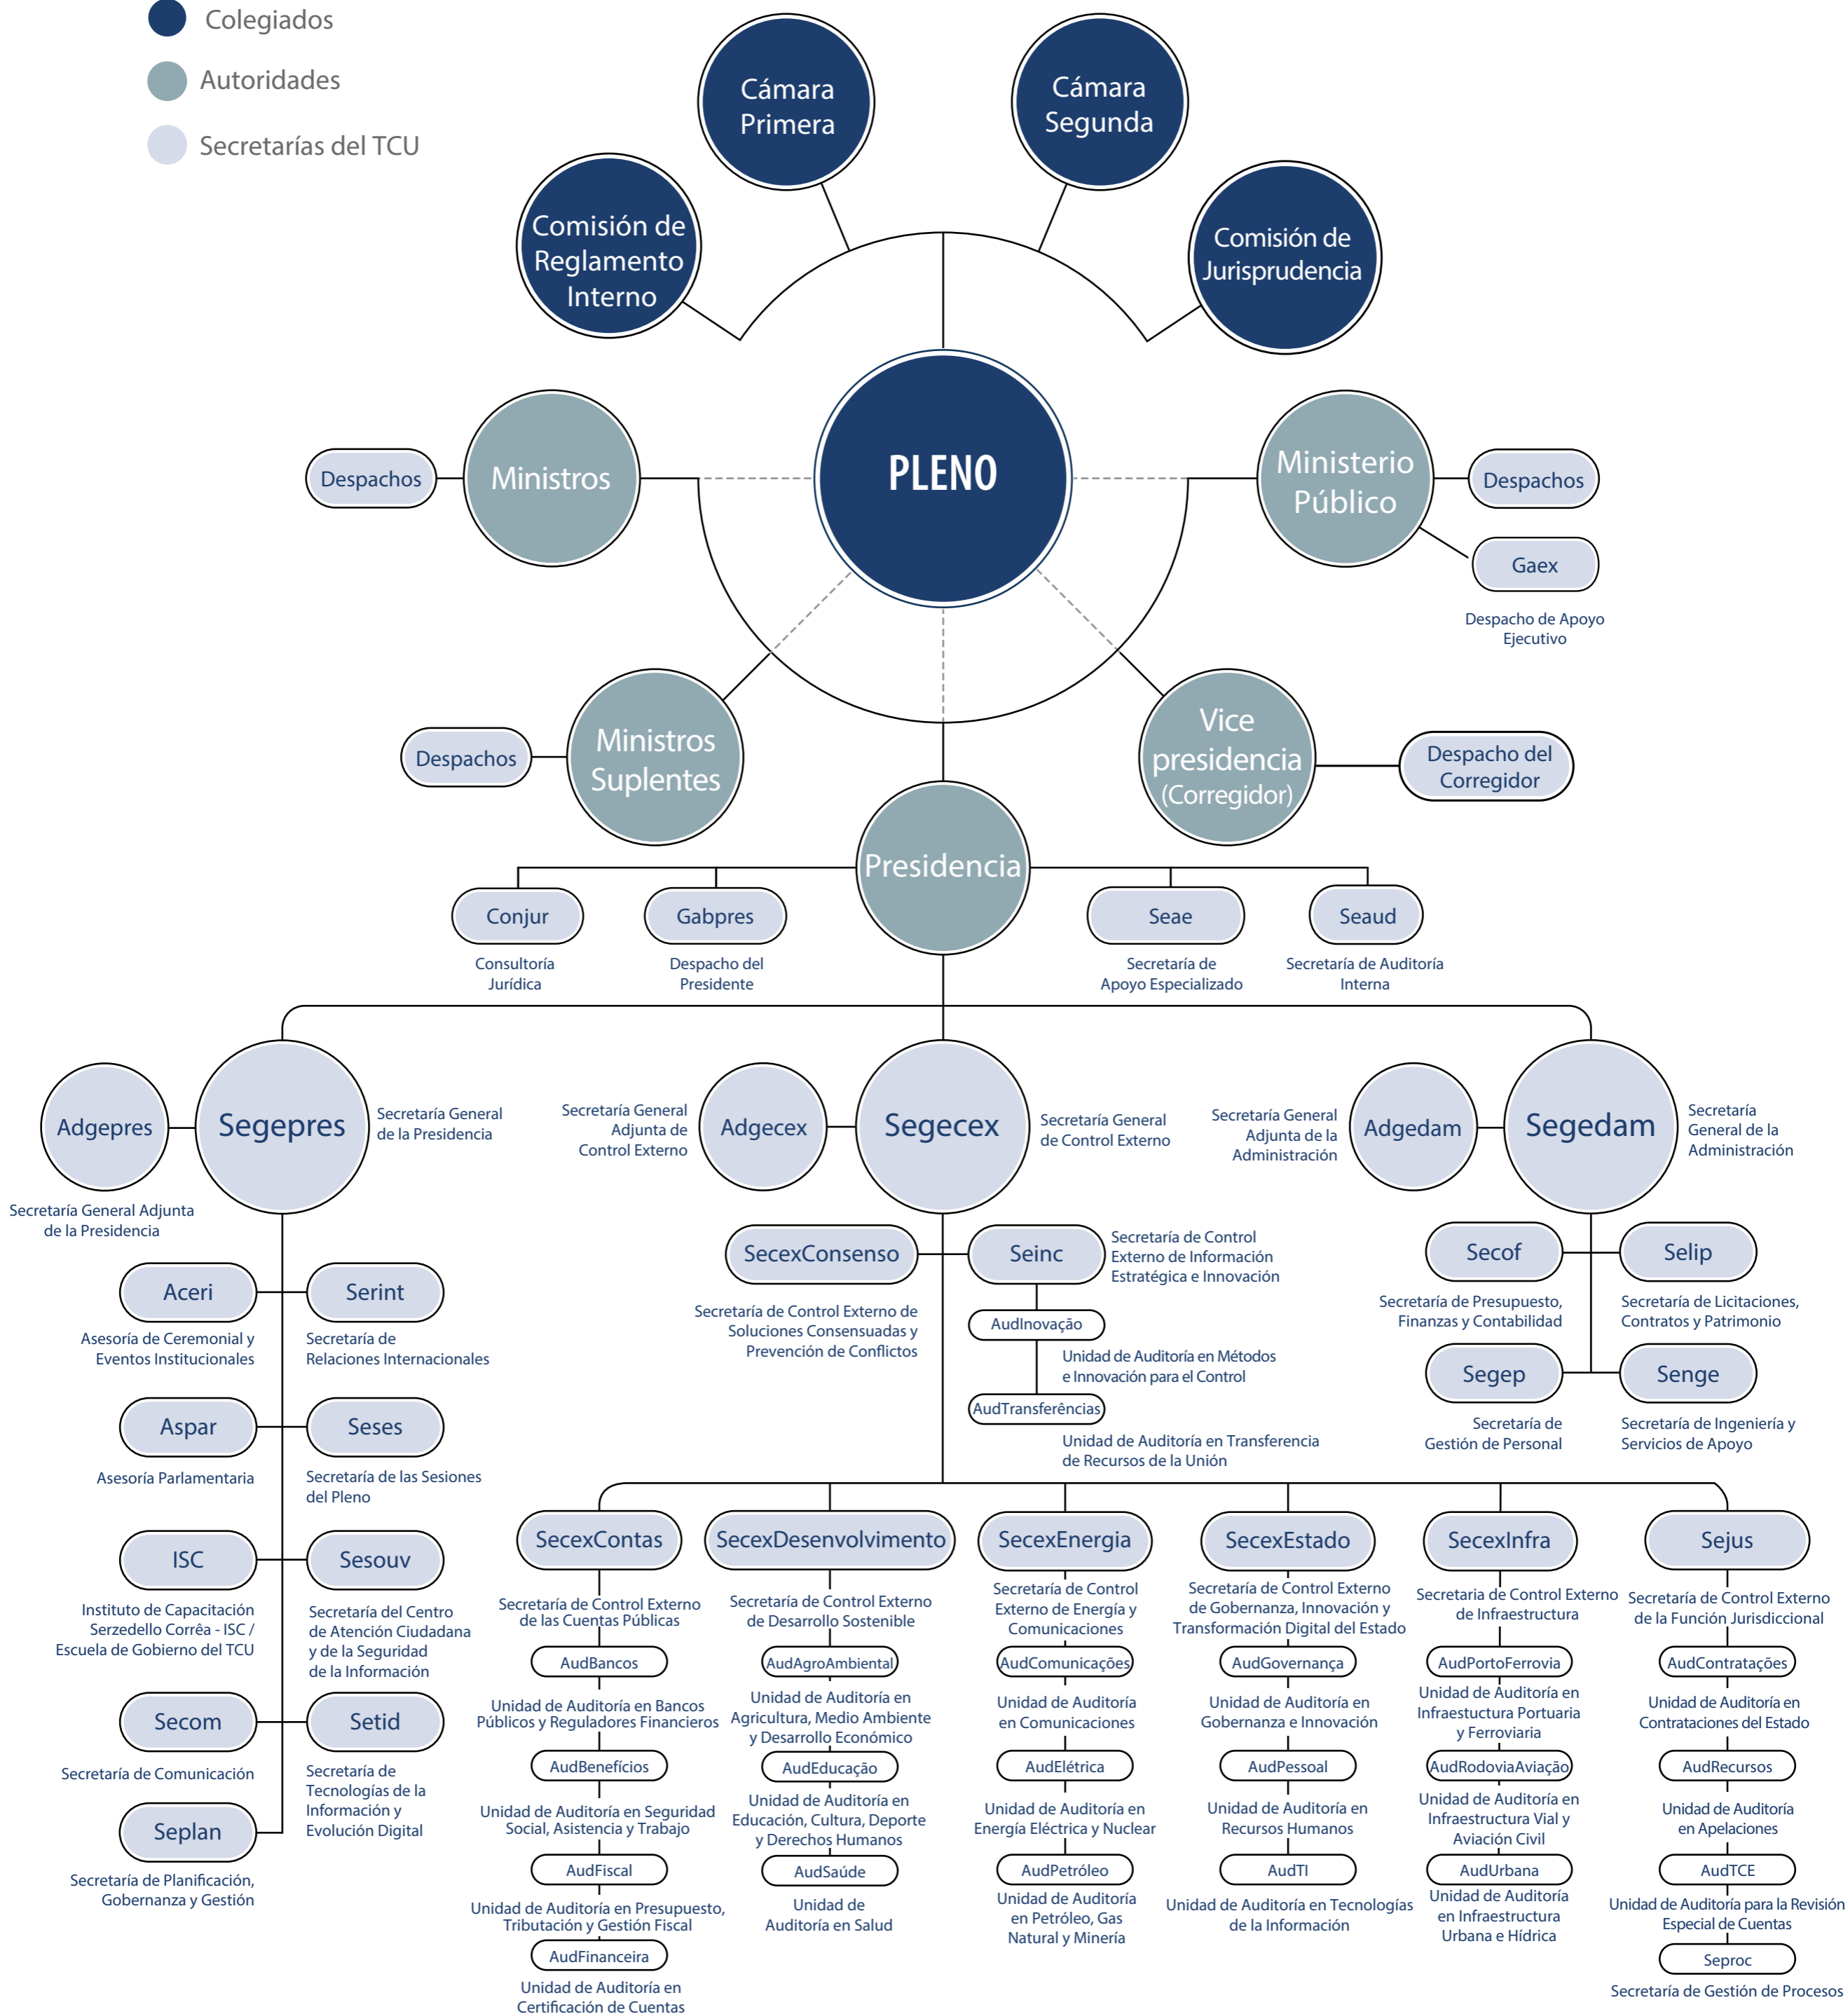 Colegiados
Autoridades
Secretarías del TCU
Cámara
Primera
Cámara
Segunda
Comisión de
Reglamento
Interno
Comisión de
Jurisprudencia
PLENO
Despachos
Ministros
Ministerio
Público
Despachos
Gaex
Despacho de Apoyo
Ejecutivo
Despachos
Ministros
Suplentes
Vice
presidencia
(Corregidor)
Despacho del
Corregidor
Presidencia
Conjur
Consultoría
Jurídica
Gabpres
Despacho del
Presidente
Seae
Secretaría de
Apoyo Especializado
Seaud
Secretaría de Auditoría
Interna
Adgepres
Secretaría General Adjunta
de la Presidencia
Segepres
Secretaría General
de la Presidencia
Secretaría General
Adjunta de
Control Externo
Adgecex
Segecex
Secretaría General
de Control Externo
Secretaría General
Adjunta de la
Administración
Adgedam
Segedam
Secretaría
General de la
Administración
Aceri
Asesoría de Ceremonial y
Eventos Institucionales
Serint
Secretaría de
Relaciones Internacionales
Aspar
Asesoría Parlamentaria
Seses
Secretaría de las Sesiones
del Pleno
ISC
Instituto de Capacitación
Serzedello Corrêa - ISC /
Escuela de Gobierno del TCU
Sesouv
Secretaría del Centro
de Atención Ciudadana
y de la Seguridad
de la Información
Secom
Secretaría de Comunicación
Setid
Secretaría de
Tecnologías de la
Información y
Evolución Digital
Seplan
Secretaría de Planificación,
Gobernanza y Gestión
SecexConsenso
Secretaría de Control Externo de
Soluciones Consensuadas y
Prevención de Conflictos
Seinc
Secretaría de Control
Externo de Información
Estratégica e Innovación
AudInovação
Unidad de Auditoría en Métodos
e Innovación para el Control
AudTransferências
Unidad de Auditoría en Transferencia
de Recursos de la Unión
Secof
Secretaría de Presupuesto,
Finanzas y Contabilidad
Selip
Secretaría de Licitaciones,
Contratos y Patrimonio
Segep
Secretaría de
Gestión de Personal
Senge
Secretaría de Ingeniería y
Servicios de Apoyo
SecexContas
Secretaría de Control Externo
de las Cuentas Públicas
AudBancos
Unidad de Auditoría en Bancos
Públicos y Reguladores Financieros
AudBenefícios
Unidad de Auditoría en Seguridad
Social, Asistencia y Trabajo
AudFiscal
Unidad de Auditoría en Presupuesto,
Tributación y Gestión Fiscal
AudFinanceira
Unidad de Auditoría en
Certificación de Cuentas
SecexDesenvolvimento
Secretaría de Control Externo
de Desarrollo Sostenible
AudAgroAmbiental
Unidad de Auditoría en
Agricultura, Medio Ambiente
y Desarrollo Económico
AudEducação
Unidad de Auditoría en
Educación, Cultura, Deporte
y Derechos Humanos
AudSaúde
Unidad de
Auditoría en Salud
SecexEnergia
Secretaría de Control
Externo de Energía y
Comunicaciones
AudComunicações
Unidad de Auditoría
en Comunicaciones
AudElétrica
Unidad de Auditoría en
Energía Eléctrica y Nuclear
AudPetróleo
Unidad de Auditoría
en Petróleo, Gas
Natural y Minería
SecexEstado
Secretaría de Control Externo
de Gobernanza, Innovación y
Transformación Digital del Estado
AudGovernança
Unidad de Auditoría en
Gobernanza e Innovación
AudPessoal
Unidad de Auditoría en
Recursos Humanos
AudTI
Unidad de Auditoría en Tecnologías
de la Información
SecexInfra
Secretaria de Control Externo
de Infraestructura
AudPortoFerrovia
Unidad de Auditoría en
Infraestuctura Portuaria
y Ferroviaria
AudRodoviaAviação
Unidad de Auditoría en
Infraestructura Vial y
Aviación Civil
AudUrbana
Unidad de Auditoría
en Infraestructura
Urbana e Hídrica
Sejus
Secretaría de Control Externo
de la Función Jurisdiccional
AudContratações
Unidad de Auditoría en
Contrataciones del Estado
AudRecursos
Unidad de Auditoría
en Apelaciones
AudTCE
Unidad de Auditoría para la Revisión
Especial de Cuentas
Seproc
Secretaría de Gestión de Procesos